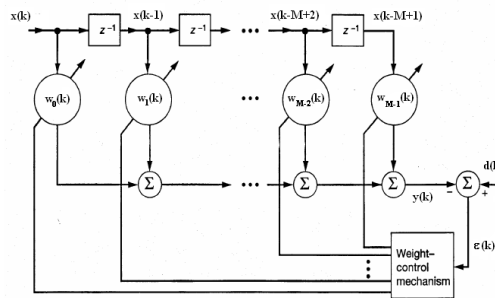 x(k) x(k-1) x(k-M+2) x(k-M+1)
z⁻¹ z⁻¹ ••• z⁻¹
w₀(k) w₁(k) ••• w_M-2(k) w_M-1(k)
Σ ••• Σ Σ Σ
y(k) − +
d(k
ε(k)
Weight-
control
mechanism